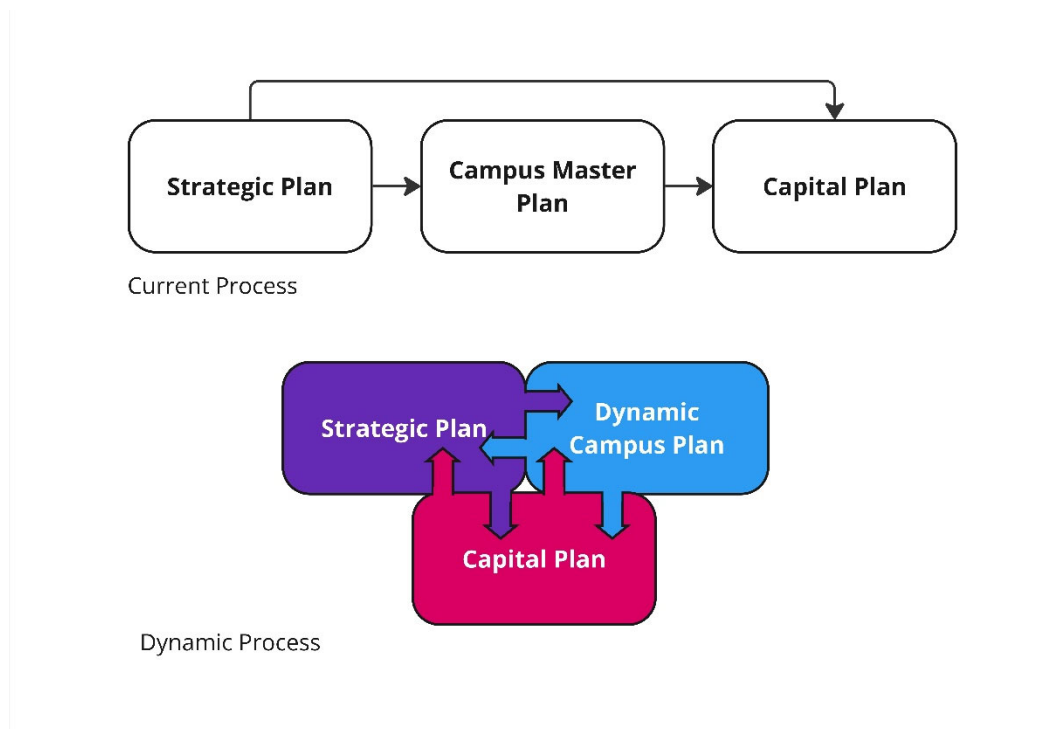 Strategic Plan
Campus Master
Plan
Capital Plan
Current Process
Strategic Plan
Dynamic
Campus Plan
Capital Plan
Dynamic Process